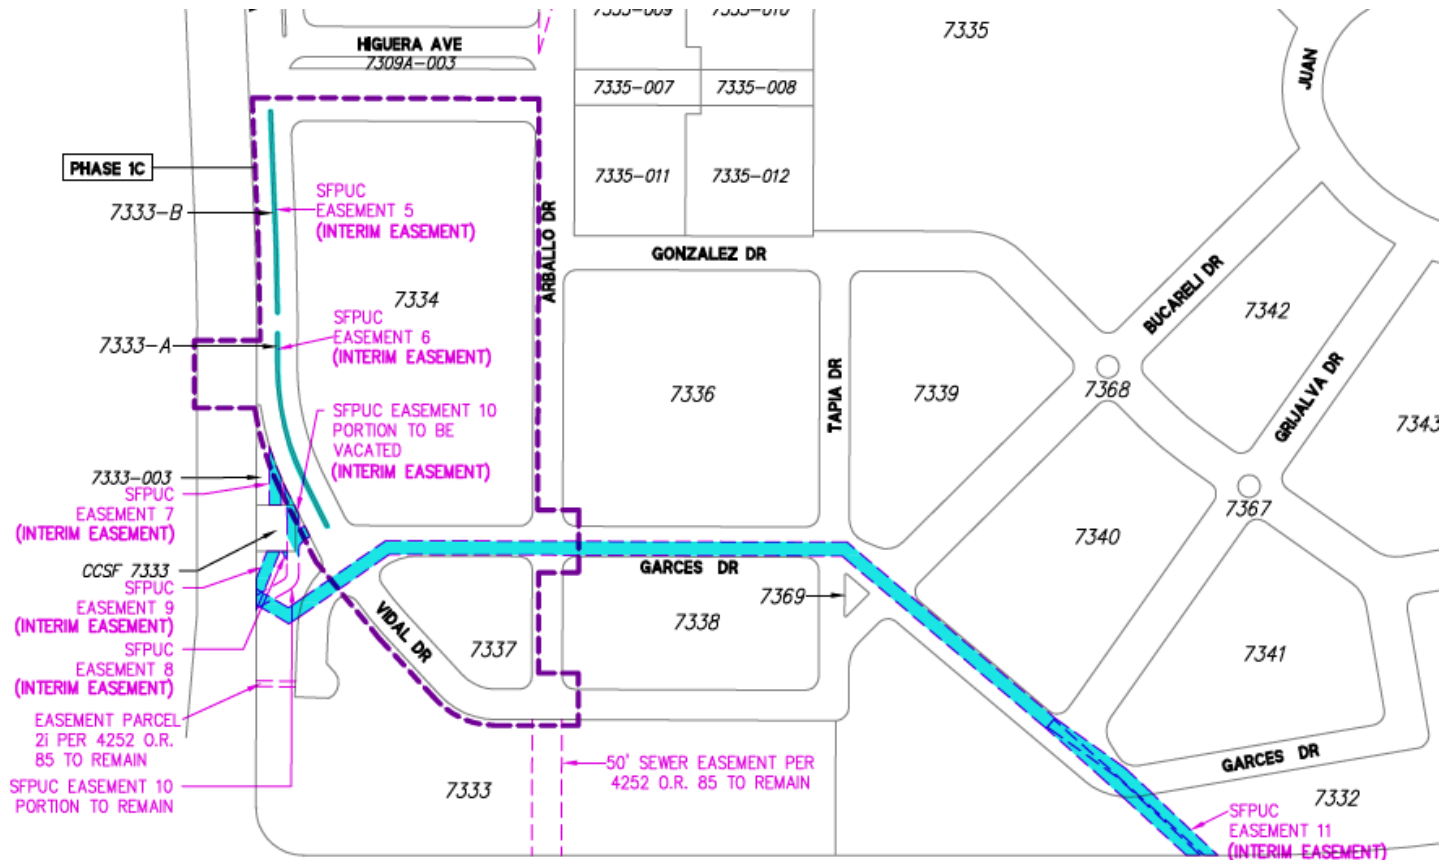 7333-009
7333-010
7335
HIGUERA AVE
7309A-003
JUAN
7335-007
7335-008
PHASE 1C
7335-011
7335-012
7333-B
SFPUC
EASEMENT 5
(INTERIM EASEMENT)
ARBALLO DR
GONZALEZ DR
BUCARELI DR
7334
7342
SFPUC
EASEMENT 6
(INTERIM EASEMENT)
7333-A
TAPIA DR
7336
7339
7368
GRIJALVA DR
7343
SFPUC EASEMENT 10
PORTION TO BE
VACATED
(INTERIM EASEMENT)
7333-003
SFPUC
EASEMENT 7
(INTERIM EASEMENT)
7367
7340
CCSF 7333
SFPUC
EASEMENT 9
(INTERIM EASEMENT)
GARCES DR
7369
VIDAL DR
7337
7338
7341
SFPUC
EASEMENT 8
(INTERIM EASEMENT)
EASEMENT PARCEL
2i PER 4252 O.R.
85 TO REMAIN
SFPUC EASEMENT 10
PORTION TO REMAIN
7333
50' SEWER EASEMENT PER
4252 O.R. 85 TO REMAIN
GARCES DR
7332
SFPUC
EASEMENT 11
(INTERIM EASEMENT)